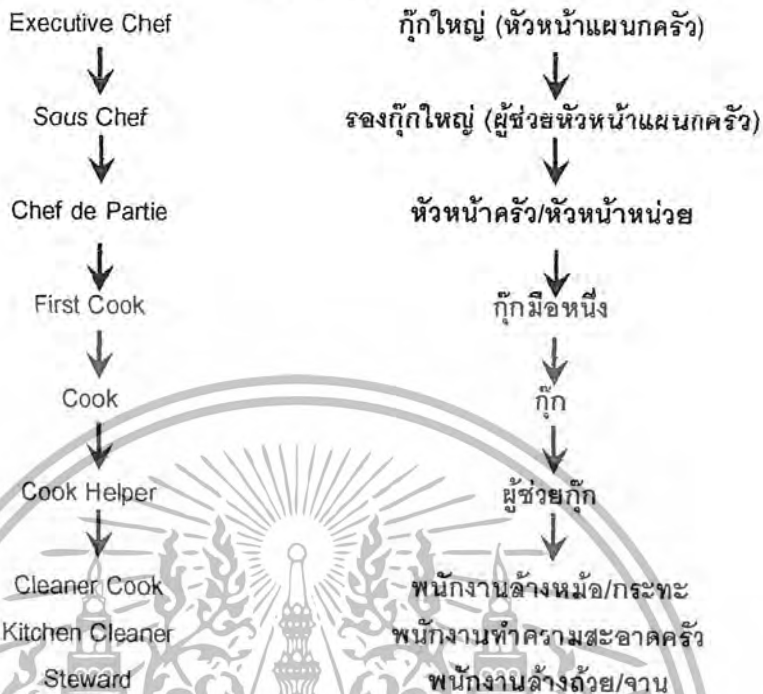 Executive Chef กุ๊กใหญ่ (หัวหน้าแผนกครัว)
Sous Chef รองกุ๊กใหญ่ (ผู้ช่วยหัวหน้าแผนกครัว)
Chef de Partie หัวหน้าครัว/หัวหน้าหน่วย
First Cook กุ๊กมือหนึ่ง
Cook กุ๊ก
Cook Helper ผู้ช่วยกุ๊ก
Cleaner Cook พนักงานล้างหม้อ/กระทะ
Kitchen Cleaner พนักงานทำความสะอาดครัว
Steward พนักงานล้างถ้วย/จาน